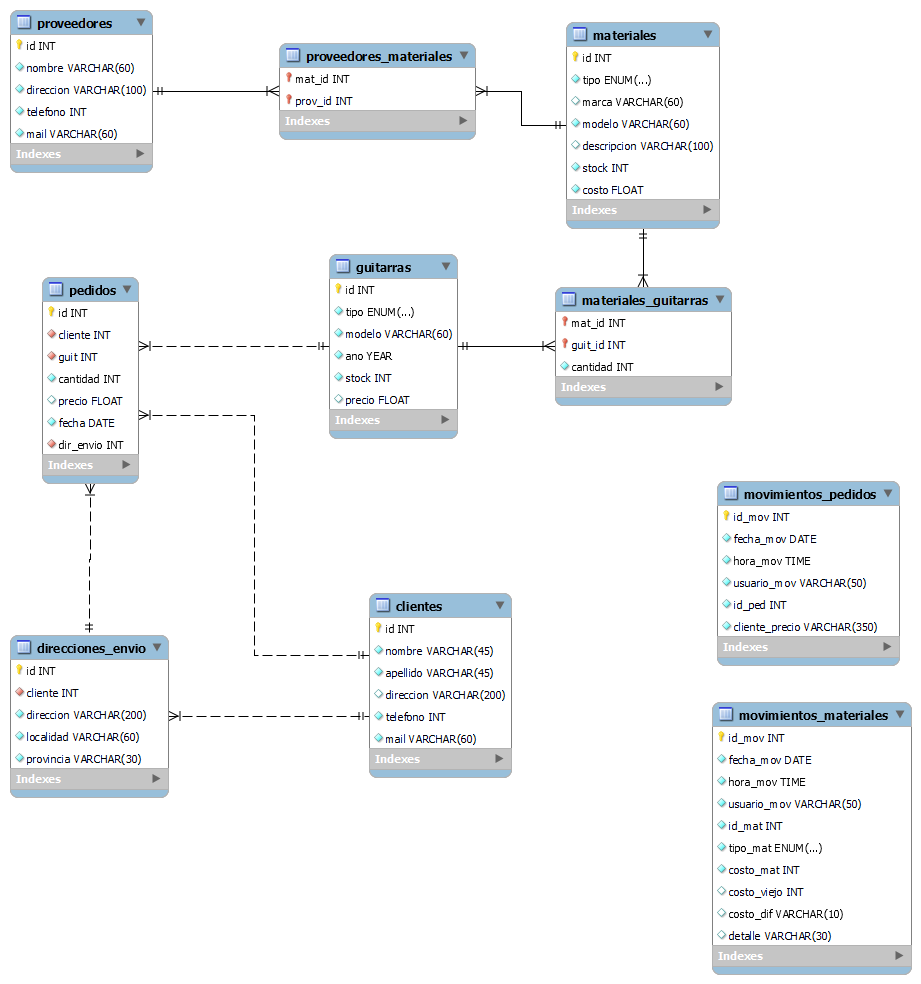 proveedores
id INT
nombre VARCHAR(60)
direccion VARCHAR(100)
telefono INT
mail VARCHAR(60)
Indexes
proveedores_materiales
mat_id INT
prov_id INT
Indexes
materiales
id INT
tipo ENUM(...)
marca VARCHAR(60)
modelo VARCHAR(60)
descripcion VARCHAR(100)
stock INT
costo FLOAT
Indexes
pedidos
id INT
cliente INT
guit INT
cantidad INT
precio FLOAT
fecha DATE
dir_envio INT
Indexes
guitarras
id INT
tipo ENUM(...)
modelo VARCHAR(60)
ano YEAR
stock INT
precio FLOAT
Indexes
materiales_guitarras
mat_id INT
guit_id INT
cantidad INT
Indexes
movimientos_pedidos
id_mov INT
fecha_mov DATE
hora_mov TIME
usuario_mov VARCHAR(50)
id_ped INT
cliente_precio VARCHAR(350)
Indexes
direcciones_envio
id INT
cliente INT
direccion VARCHAR(200)
localidad VARCHAR(60)
provincia VARCHAR(30)
Indexes
clientes
id INT
nombre VARCHAR(45)
apellido VARCHAR(45)
direccion VARCHAR(200)
telefono INT
mail VARCHAR(60)
Indexes
movimientos_materiales
id_mov INT
fecha_mov DATE
hora_mov TIME
usuario_mov VARCHAR(50)
id_mat INT
tipo_mat ENUM(...)
costo_mat INT
costo_viejo INT
costo_dif VARCHAR(10)
detalle VARCHAR(30)
Indexes